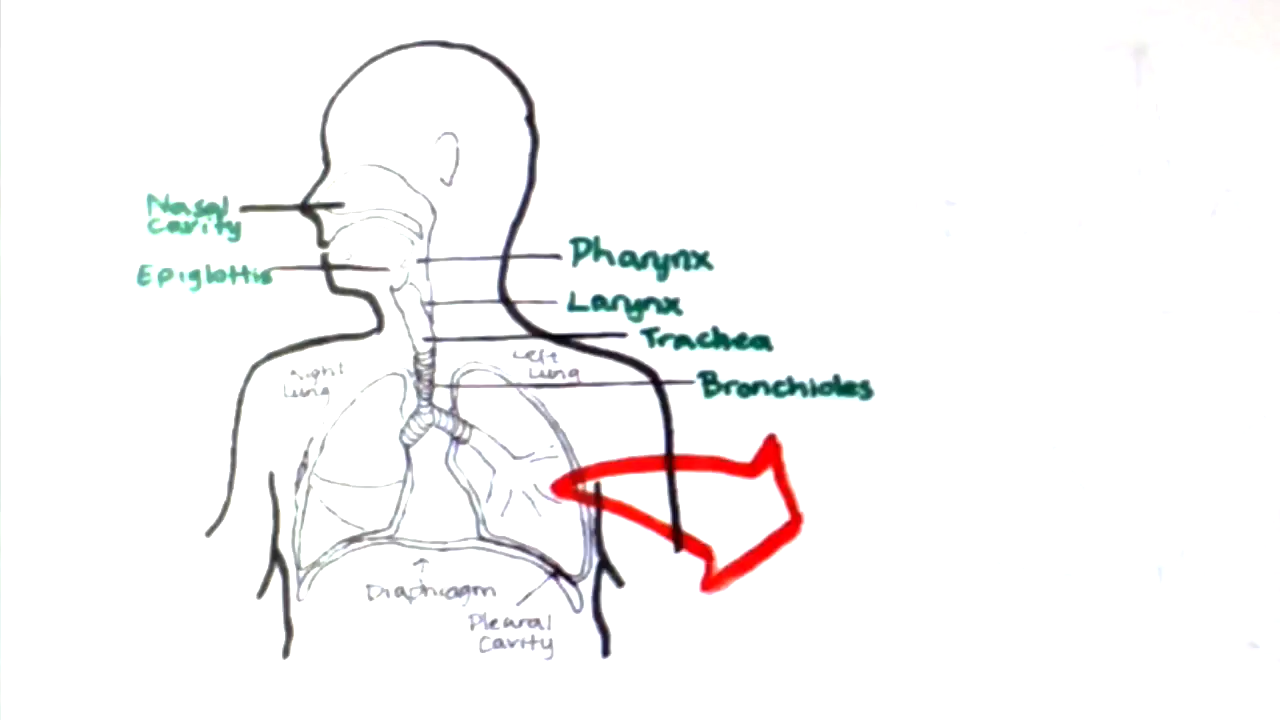 Nasal
cavity
Epiglottis
Pharynx
Larynx
Trachea
Bronchioles
Right
Lung
Left
Lung
Diaphragm
Pleural
Cavity